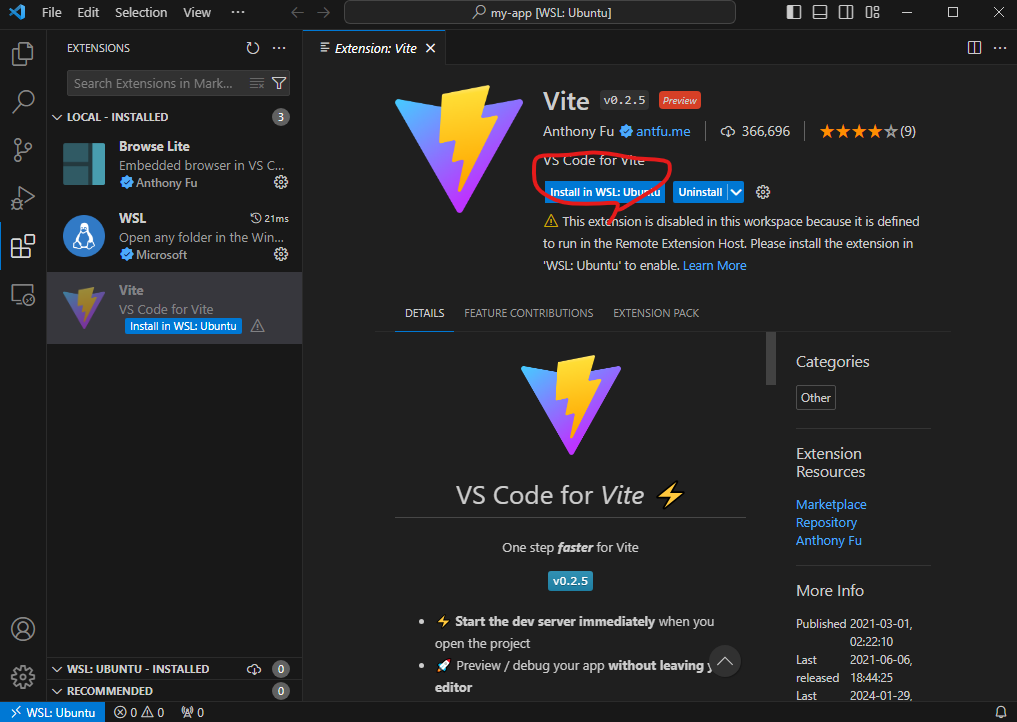 File Edit Selection View ··· my-app [WSL: Ubuntu]
EXTENSIONS
Extension: Vite
Search Extensions in Mark...
LOCAL - INSTALLED 3
Browse Lite
Embedded browser in VS C...
Anthony Fu
WSL 21ms
Open any folder in the Win...
Microsoft
Vite
VS Code for Vite
Install in WSL: Ubuntu
WSL: UBUNTU - INSTALLED 0
RECOMMENDED 0
Vite v0.2.5 Preview
Anthony Fu antfu.me 366,696 (9)
VS Code for Vite
Install in WSL: Ubuntu Uninstall
This extension is disabled in this workspace because it is defined
to run in the Remote Extension Host. Please install the extension in
'WSL: Ubuntu' to enable. Learn More
DETAILS FEATURE CONTRIBUTIONS EXTENSION PACK
VS Code for Vite ⚡
One step faster for Vite
v0.2.5
• ⚡ Start the dev server immediately when you
open the project
• 🚀 Preview / debug your app without leaving
editor
Categories
Other
Extension
Resources
Marketplace
Repository
Anthony Fu
More Info
Published 2021-03-01,
02:22:10
Last 2021-06-06,
released 18:44:25
Last 2024-01-29,
WSL: Ubuntu 0 0 0